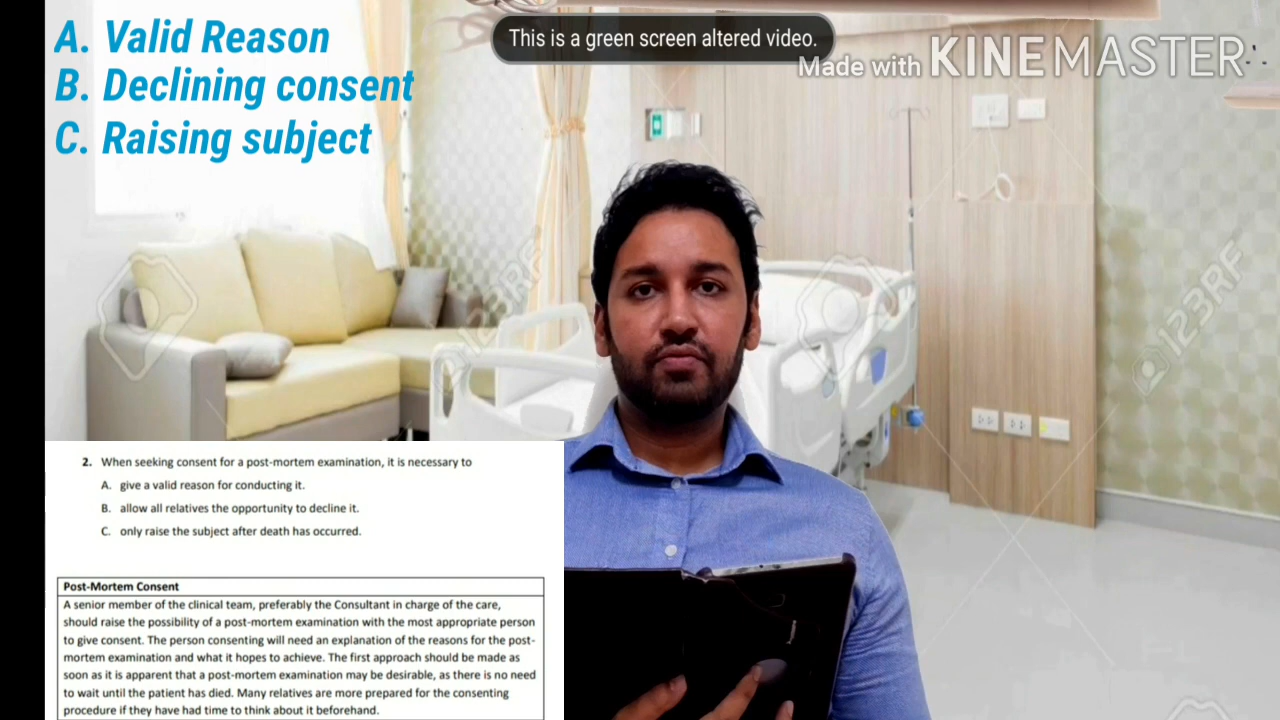 A. Valid Reason
B. Declining consent
C. Raising subject
This is a green screen altered video.
Made with KINEMASTER
123RF
123RF
2. When seeking consent for a post-mortem examination, it is necessary to
A. give a valid reason for conducting it.
B. allow all relatives the opportunity to decline it.
C. only raise the subject after death has occurred.
Post-Mortem Consent
A senior member of the clinical team, preferably the Consultant in charge of the care,
should raise the possibility of a post-mortem examination with the most appropriate person
to give consent. The person consenting will need an explanation of the reasons for the post-
mortem examination and what it hopes to achieve. The first approach should be made as
soon as it is apparent that a post-mortem examination may be desirable, as there is no need
to wait until the patient has died. Many relatives are more prepared for the consenting
procedure if they have had time to think about it beforehand.